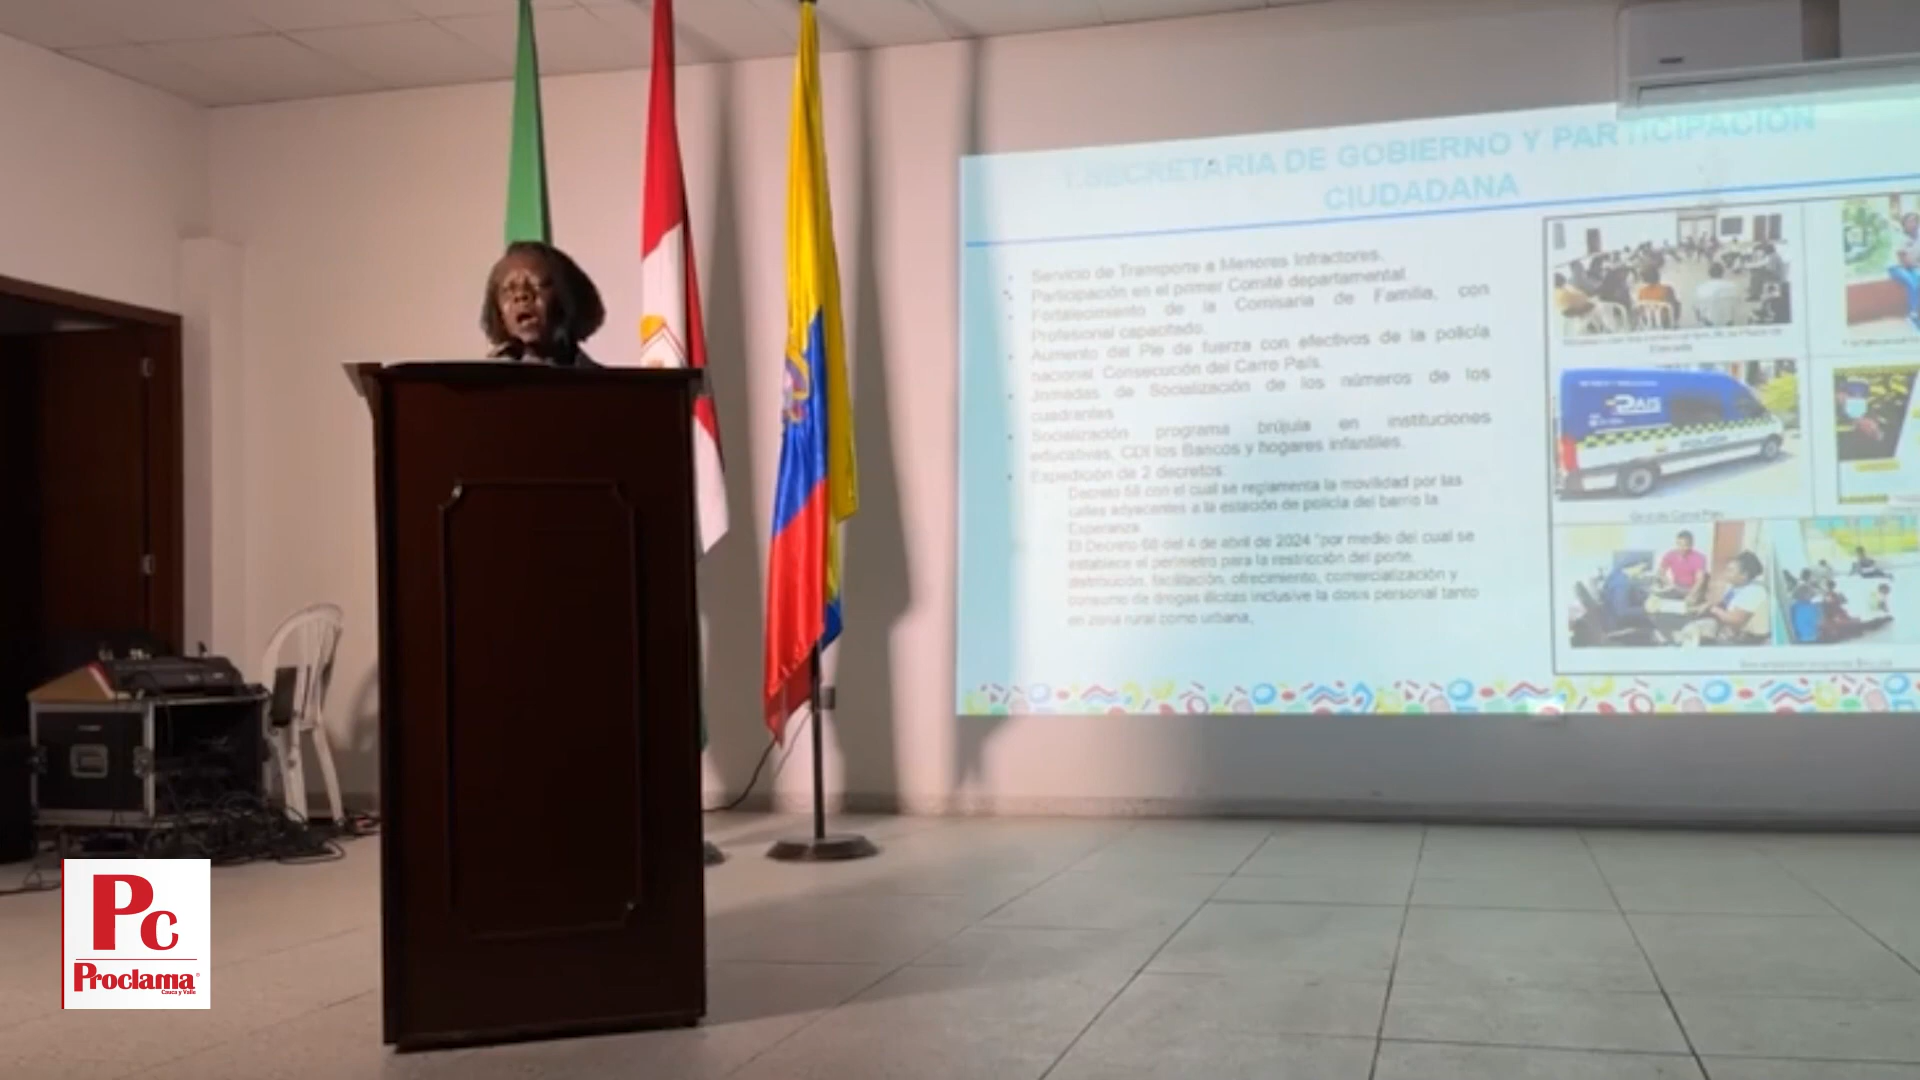 1.SECRETARIA DE GOBIERNO Y PARTICIPACIÓN
CIUDADANA
Servicio de Transporte a Menores Infractores.
Participación en el primer Comité departamental
Fortalecimiento de la Comisaria de Familia, con
Profesional capacitado.
Aumento del Pie de fuerza con efectivos de la policía
nacional Consecución del Carro País.
Jornadas de Socialización de los números de los
cuadrantes
Socialización programa brújula en instituciones
educativas, CDI los Bancos y hogares infantiles.
Expedición de 2 decretos:
Decreto 58 con el cual se reglamenta la movilidad por las
calles adyacentes a la estación de policía del barrio la
Esperanza
El Decreto 68 del 4 de abril de 2024 "por medio del cual se
establece el perímetro para la restricción del porte,
distribución, facilitación, ofrecimiento, comercialización y
consumo de drogas ilícitas inclusive la dosis personal tanto
en zona rural como urbana,
PAIS
POLICIA
Pc
Proclama
Cauca y Valle